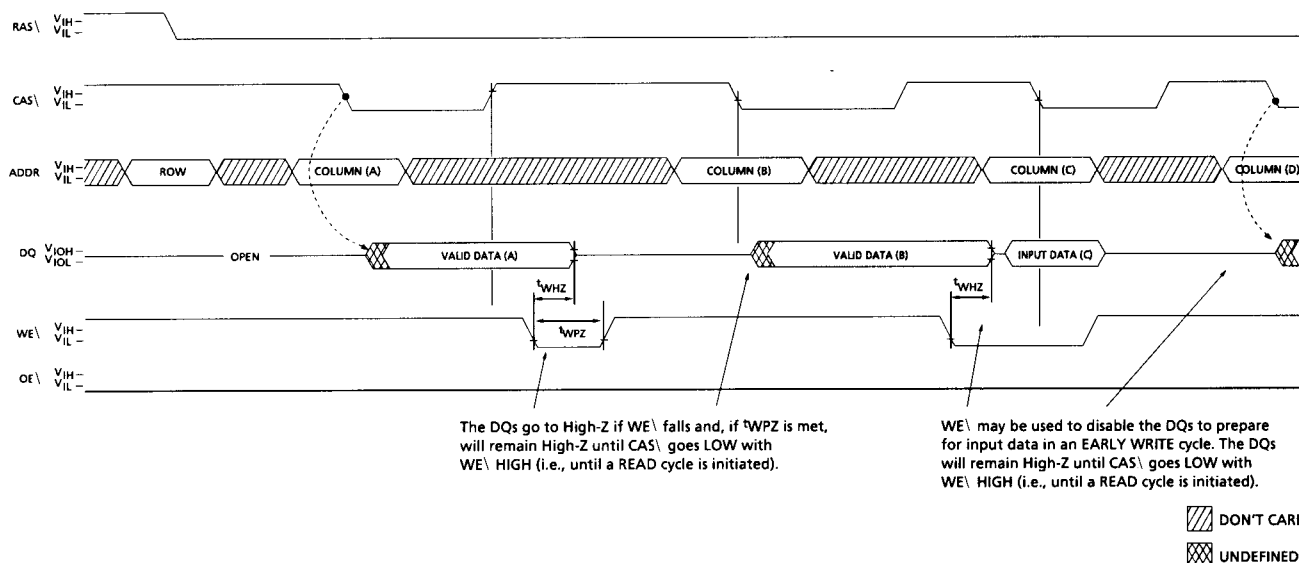 RAS\ VIH VIL
CAS\ VIH VIL
ADDR VIH VIL ROW COLUMN (A) COLUMN (B) COLUMN (C) COLUMN (D)
DQ VIOH VIOL OPEN VALID DATA (A) VALID DATA (B) INPUT DATA (C)
tWHZ tWHZ
tWPZ
WE\ VIH VIL
OE\ VIH VIL
The DQs go to High-Z if WE\ falls and, if tWPZ is met,
will remain High-Z until CAS\ goes LOW with
WE\ HIGH (i.e., until a READ cycle is initiated).
WE\ may be used to disable the DQs to prepare
for input data in an EARLY WRITE cycle. The DQs
will remain High-Z until CAS\ goes LOW with
WE\ HIGH (i.e., until a READ cycle is initiated).
DON'T CARE
UNDEFINED